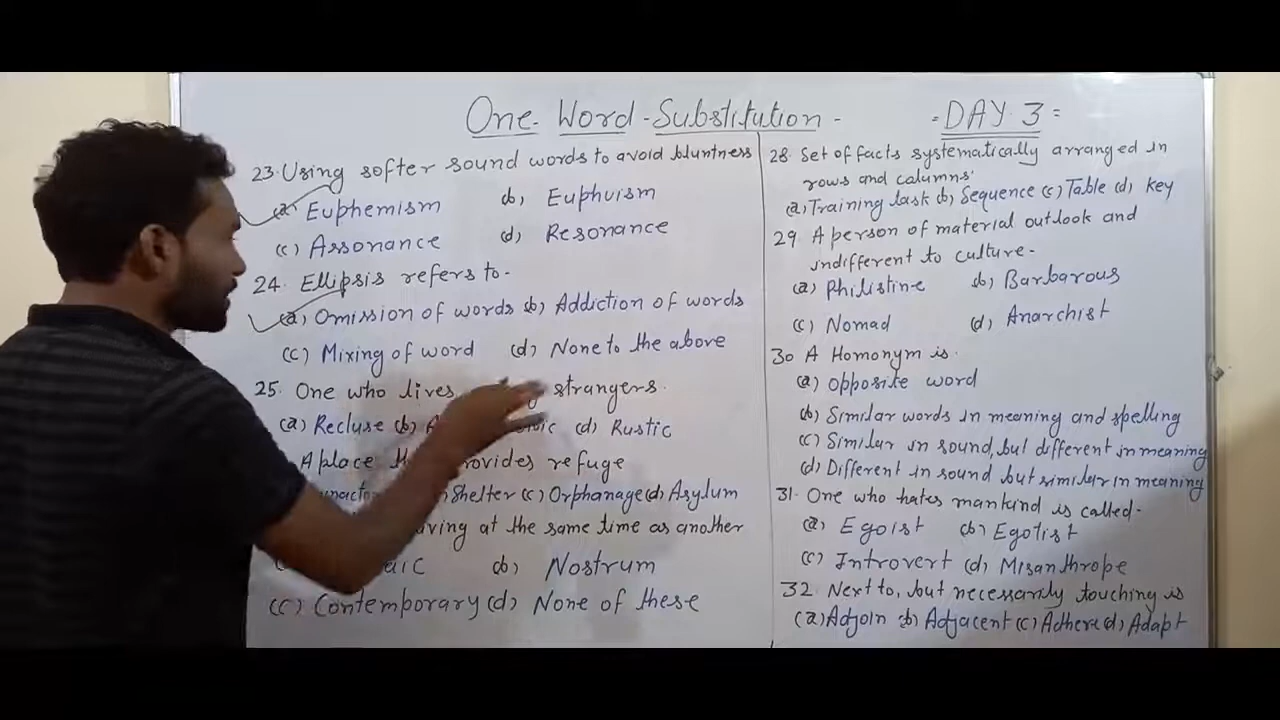 One Word Substitution - = DAY 3 =
23. Using softer sound words to avoid bluntness
(a) Euphemism (b) Euphuism
(c) Assonance (d) Resonance
24. Ellipsis refers to-
(a) Omission of words (b) Addiction of words
(c) Mixing of word (d) None to the above
25. One who lives strangers.
(a) Recluse (b) (d) Rustic
A place refuge
Shelter (c) Orphanage (d) Asylum
at the same time as another
(b) Nostrum
(c) Contemporary (d) None of these
28. Set of facts systematically arranged in
rows and calumns.
(a) Training task (b) Sequence (c) Table (d) key
29. A person of material outlook and
indifferent to culture-
(a) Philistine (b) Barbarous
(c) Nomad (d) Anarchist
30 A Homonym is.
(a) opposite word
(b) Similar words in meaning and spelling
(c) Similar in sound, but different in meaning
(d) Different in sound but similar in meaning
31. One who hates mankind is called-
(a) Egoist (b) Egotist
(c) Introvert (d) Misanthrope
32. Next to, but necessarily touching is
(a) Adjoin (b) Adjacent (c) Adhere (d) Adapt